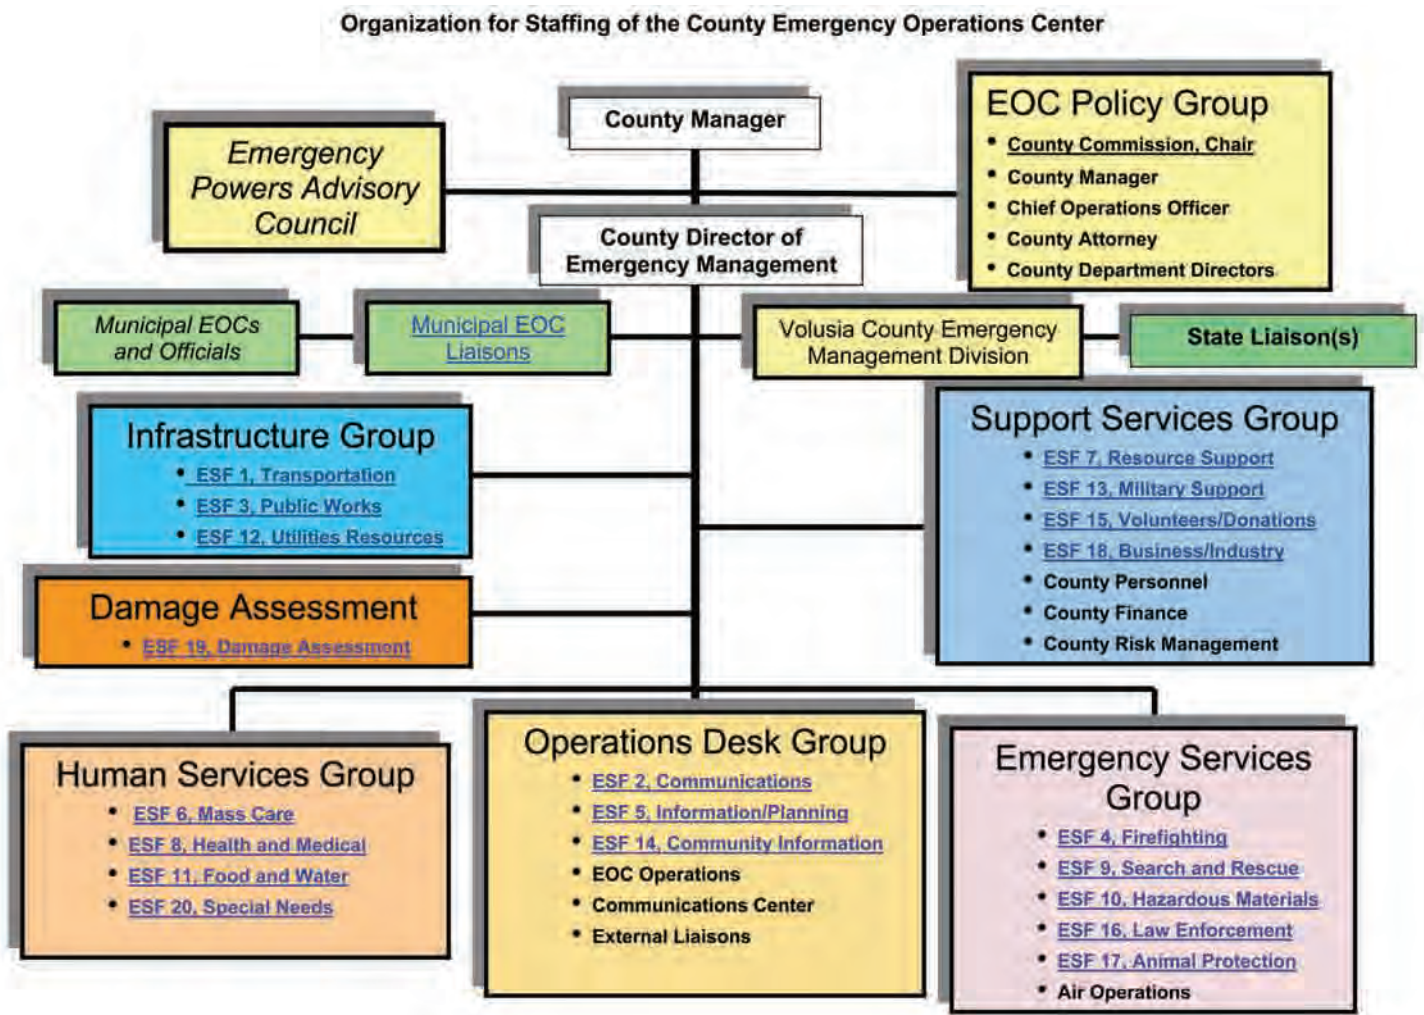 Organization for Staffing of the County Emergency Operations Center
County Manager
Emergency
Powers Advisory
Council
EOC Policy Group
• County Commission, Chair
• County Manager
• Chief Operations Officer
• County Attorney
• County Department Directors
County Director of
Emergency Management
Municipal EOCs
and Officials
Municipal EOC
Liaisons
Volusia County Emergency
Management Division
State Liaison(s)
Infrastructure Group
• ESF 1, Transportation
• ESF 3, Public Works
• ESF 12, Utilities Resources
Support Services Group
• ESF 7, Resource Support
• ESF 13, Military Support
• ESF 15, Volunteers/Donations
• ESF 18, Business/Industry
• County Personnel
• County Finance
• County Risk Management
Damage Assessment
• ESF 19, Damage Assessment
Human Services Group
• ESF 6, Mass Care
• ESF 8, Health and Medical
• ESF 11, Food and Water
• ESF 20, Special Needs
Operations Desk Group
• ESF 2, Communications
• ESF 5, Information/Planning
• ESF 14, Community Information
• EOC Operations
• Communications Center
• External Liaisons
Emergency Services
Group
• ESF 4, Firefighting
• ESF 9, Search and Rescue
• ESF 10, Hazardous Materials
• ESF 16, Law Enforcement
• ESF 17, Animal Protection
• Air Operations